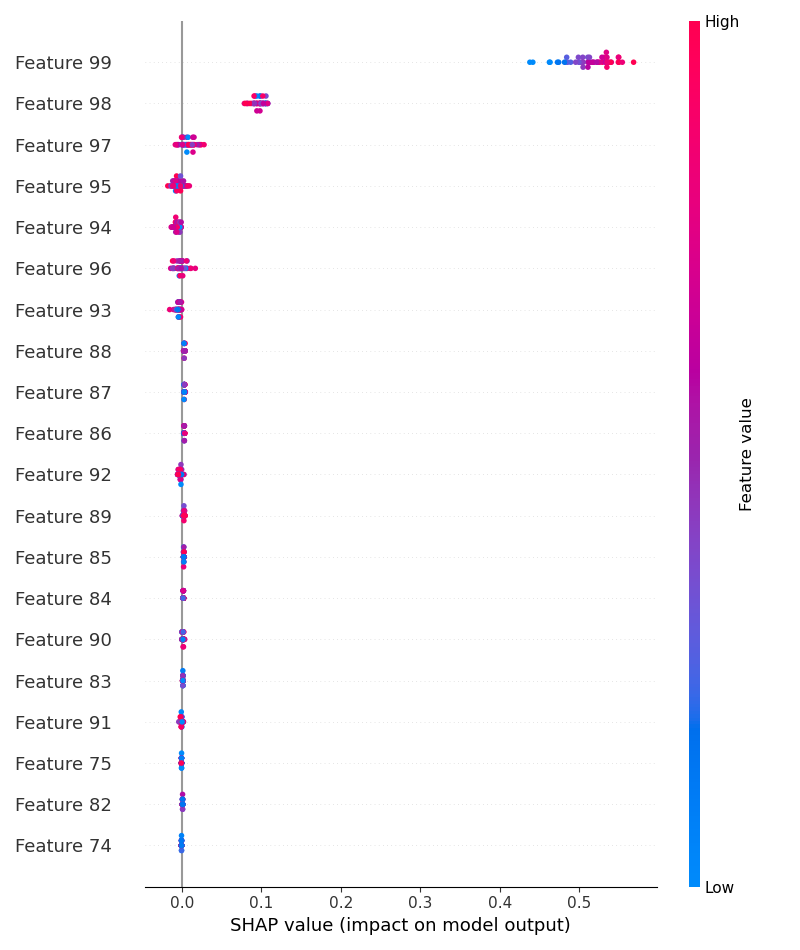 High
Feature 99
Feature 98
Feature 97
Feature 95
Feature 94
Feature 96
Feature 93
Feature 88
Feature 87
Feature 86
Feature 92
Feature 89
Feature 85
Feature 84
Feature 90
Feature 83
Feature 91
Feature 75
Feature 82
Feature 74
Feature value
Low
0.0 0.1 0.2 0.3 0.4 0.5
SHAP value (impact on model output)